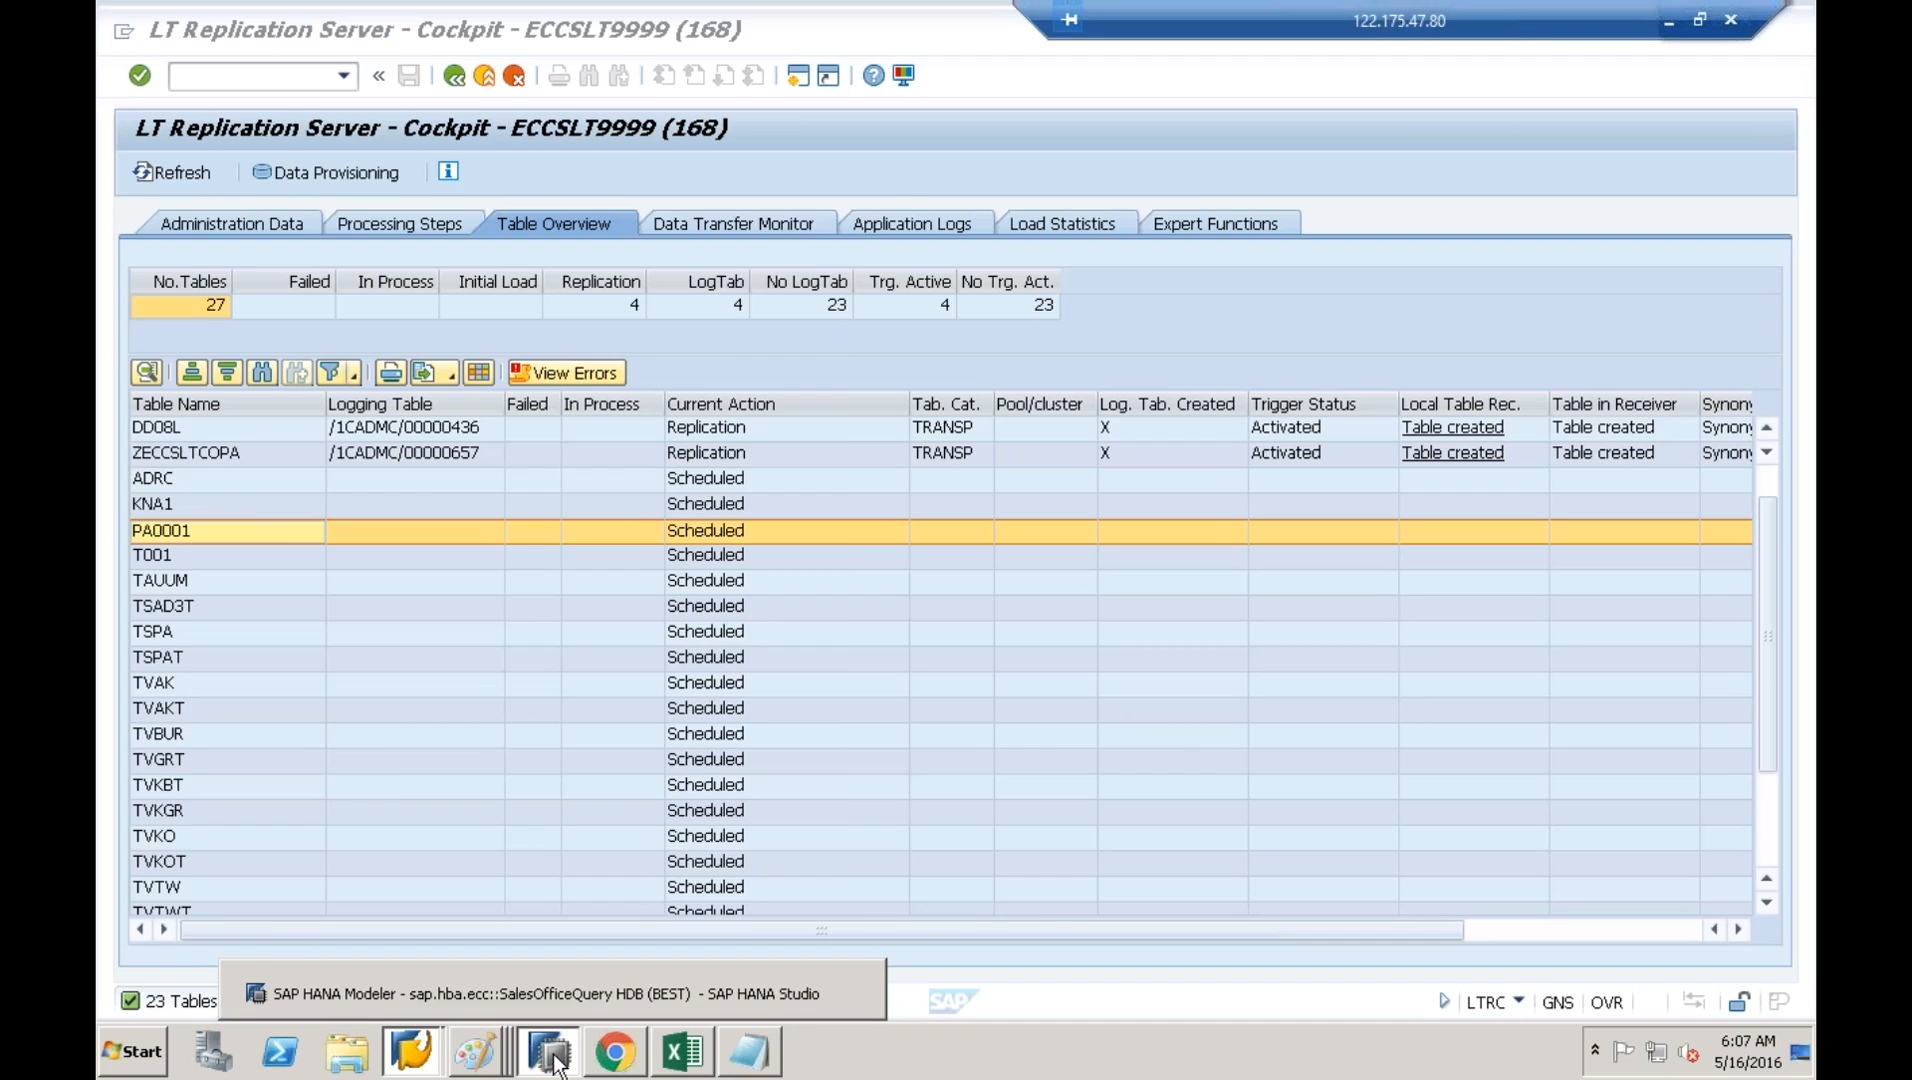 LT Replication Server - Cockpit - ECCSLT9999 (168)
122.175.47.80
LT Replication Server - Cockpit - ECCSLT9999 (168)
Refresh Data Provisioning
Administration Data Processing Steps Table Overview Data Transfer Monitor Application Logs Load Statistics Expert Functions
No.Tables Failed In Process Initial Load Replication LogTab No LogTab Trg. Active No Trg. Act.
27 4 4 23 4 23
View Errors
Table Name Logging Table Failed In Process Current Action Tab. Cat. Pool/cluster Log. Tab. Created Trigger Status Local Table Rec. Table in Receiver Synony
DD08L /1CADMC/00000436 Replication TRANSP X Activated Table created Table created Synony
ZECCSLTCOPA /1CADMC/00000657 Replication TRANSP X Activated Table created Table created Synony
ADRC Scheduled
KNA1 Scheduled
PA0001 Scheduled
T001 Scheduled
TAUUM Scheduled
TSAD3T Scheduled
TSPA Scheduled
TSPAT Scheduled
TVAK Scheduled
TVAKT Scheduled
TVBUR Scheduled
TVGRT Scheduled
TVKBT Scheduled
TVKGR Scheduled
TVKO Scheduled
TVKOT Scheduled
TVTW Scheduled
TVTWT Scheduled
23 Tables SAP HANA Modeler - sap.hba.ecc::SalesOfficeQuery HDB (BEST) - SAP HANA Studio SAP LTRC GNS OVR
Start
6:07 AM
5/16/2016